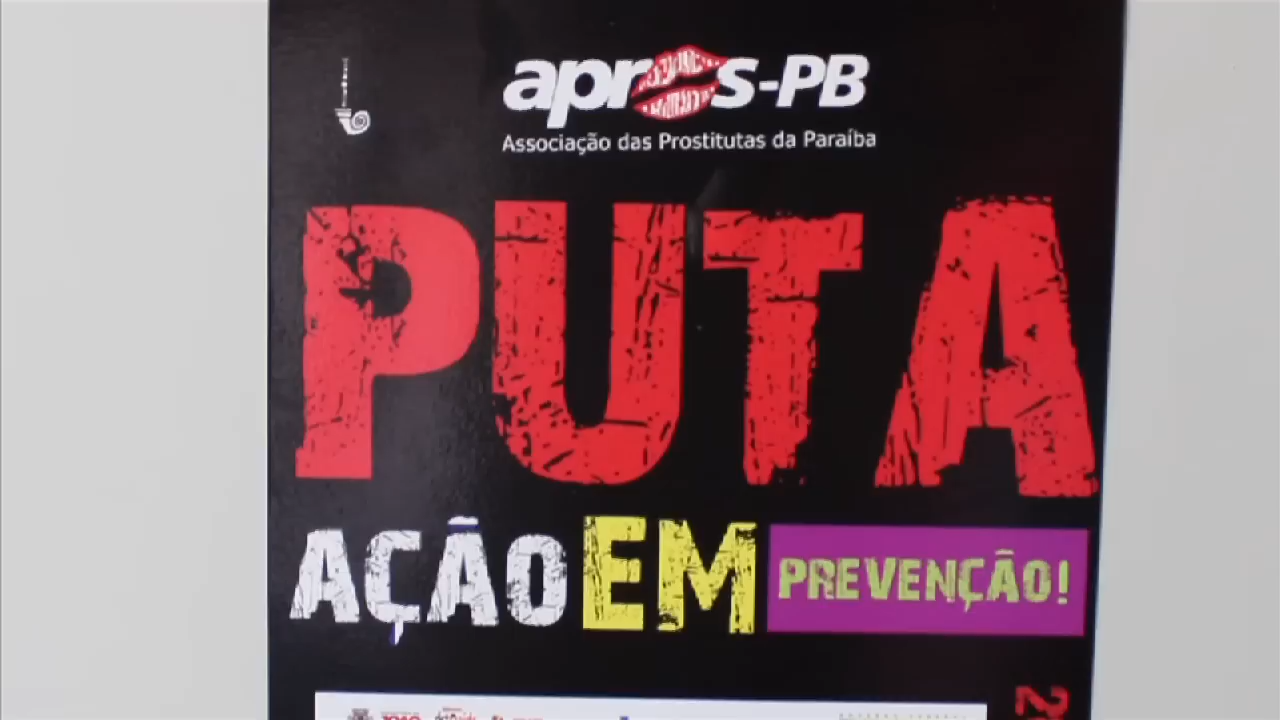 apros-PB
Associação das Prostitutas da Paraíba
PUTA
AÇÃO EM PREVENÇÃO!